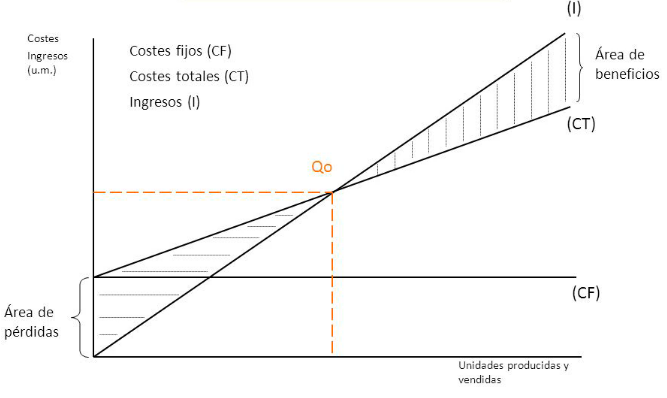 (I)
Costes
Ingresos
(u.m.)
Costes fijos (CF)
Costes totales (CT)
Ingresos (I)
Área de
beneficios
(CT)
Qo
(CF)
Área de
pérdidas
Unidades producidas y
vendidas